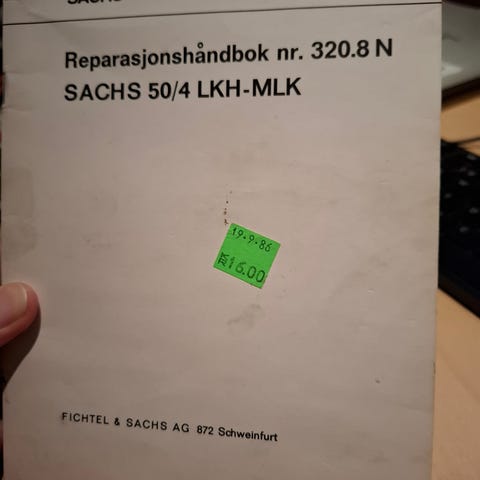 SACHS
Reparasjonshåndbok nr. 320.8 N
SACHS 50/4 LKH-MLK
19·9·86
16.00
FICHTEL & SACHS AG 872 Schweinfurt